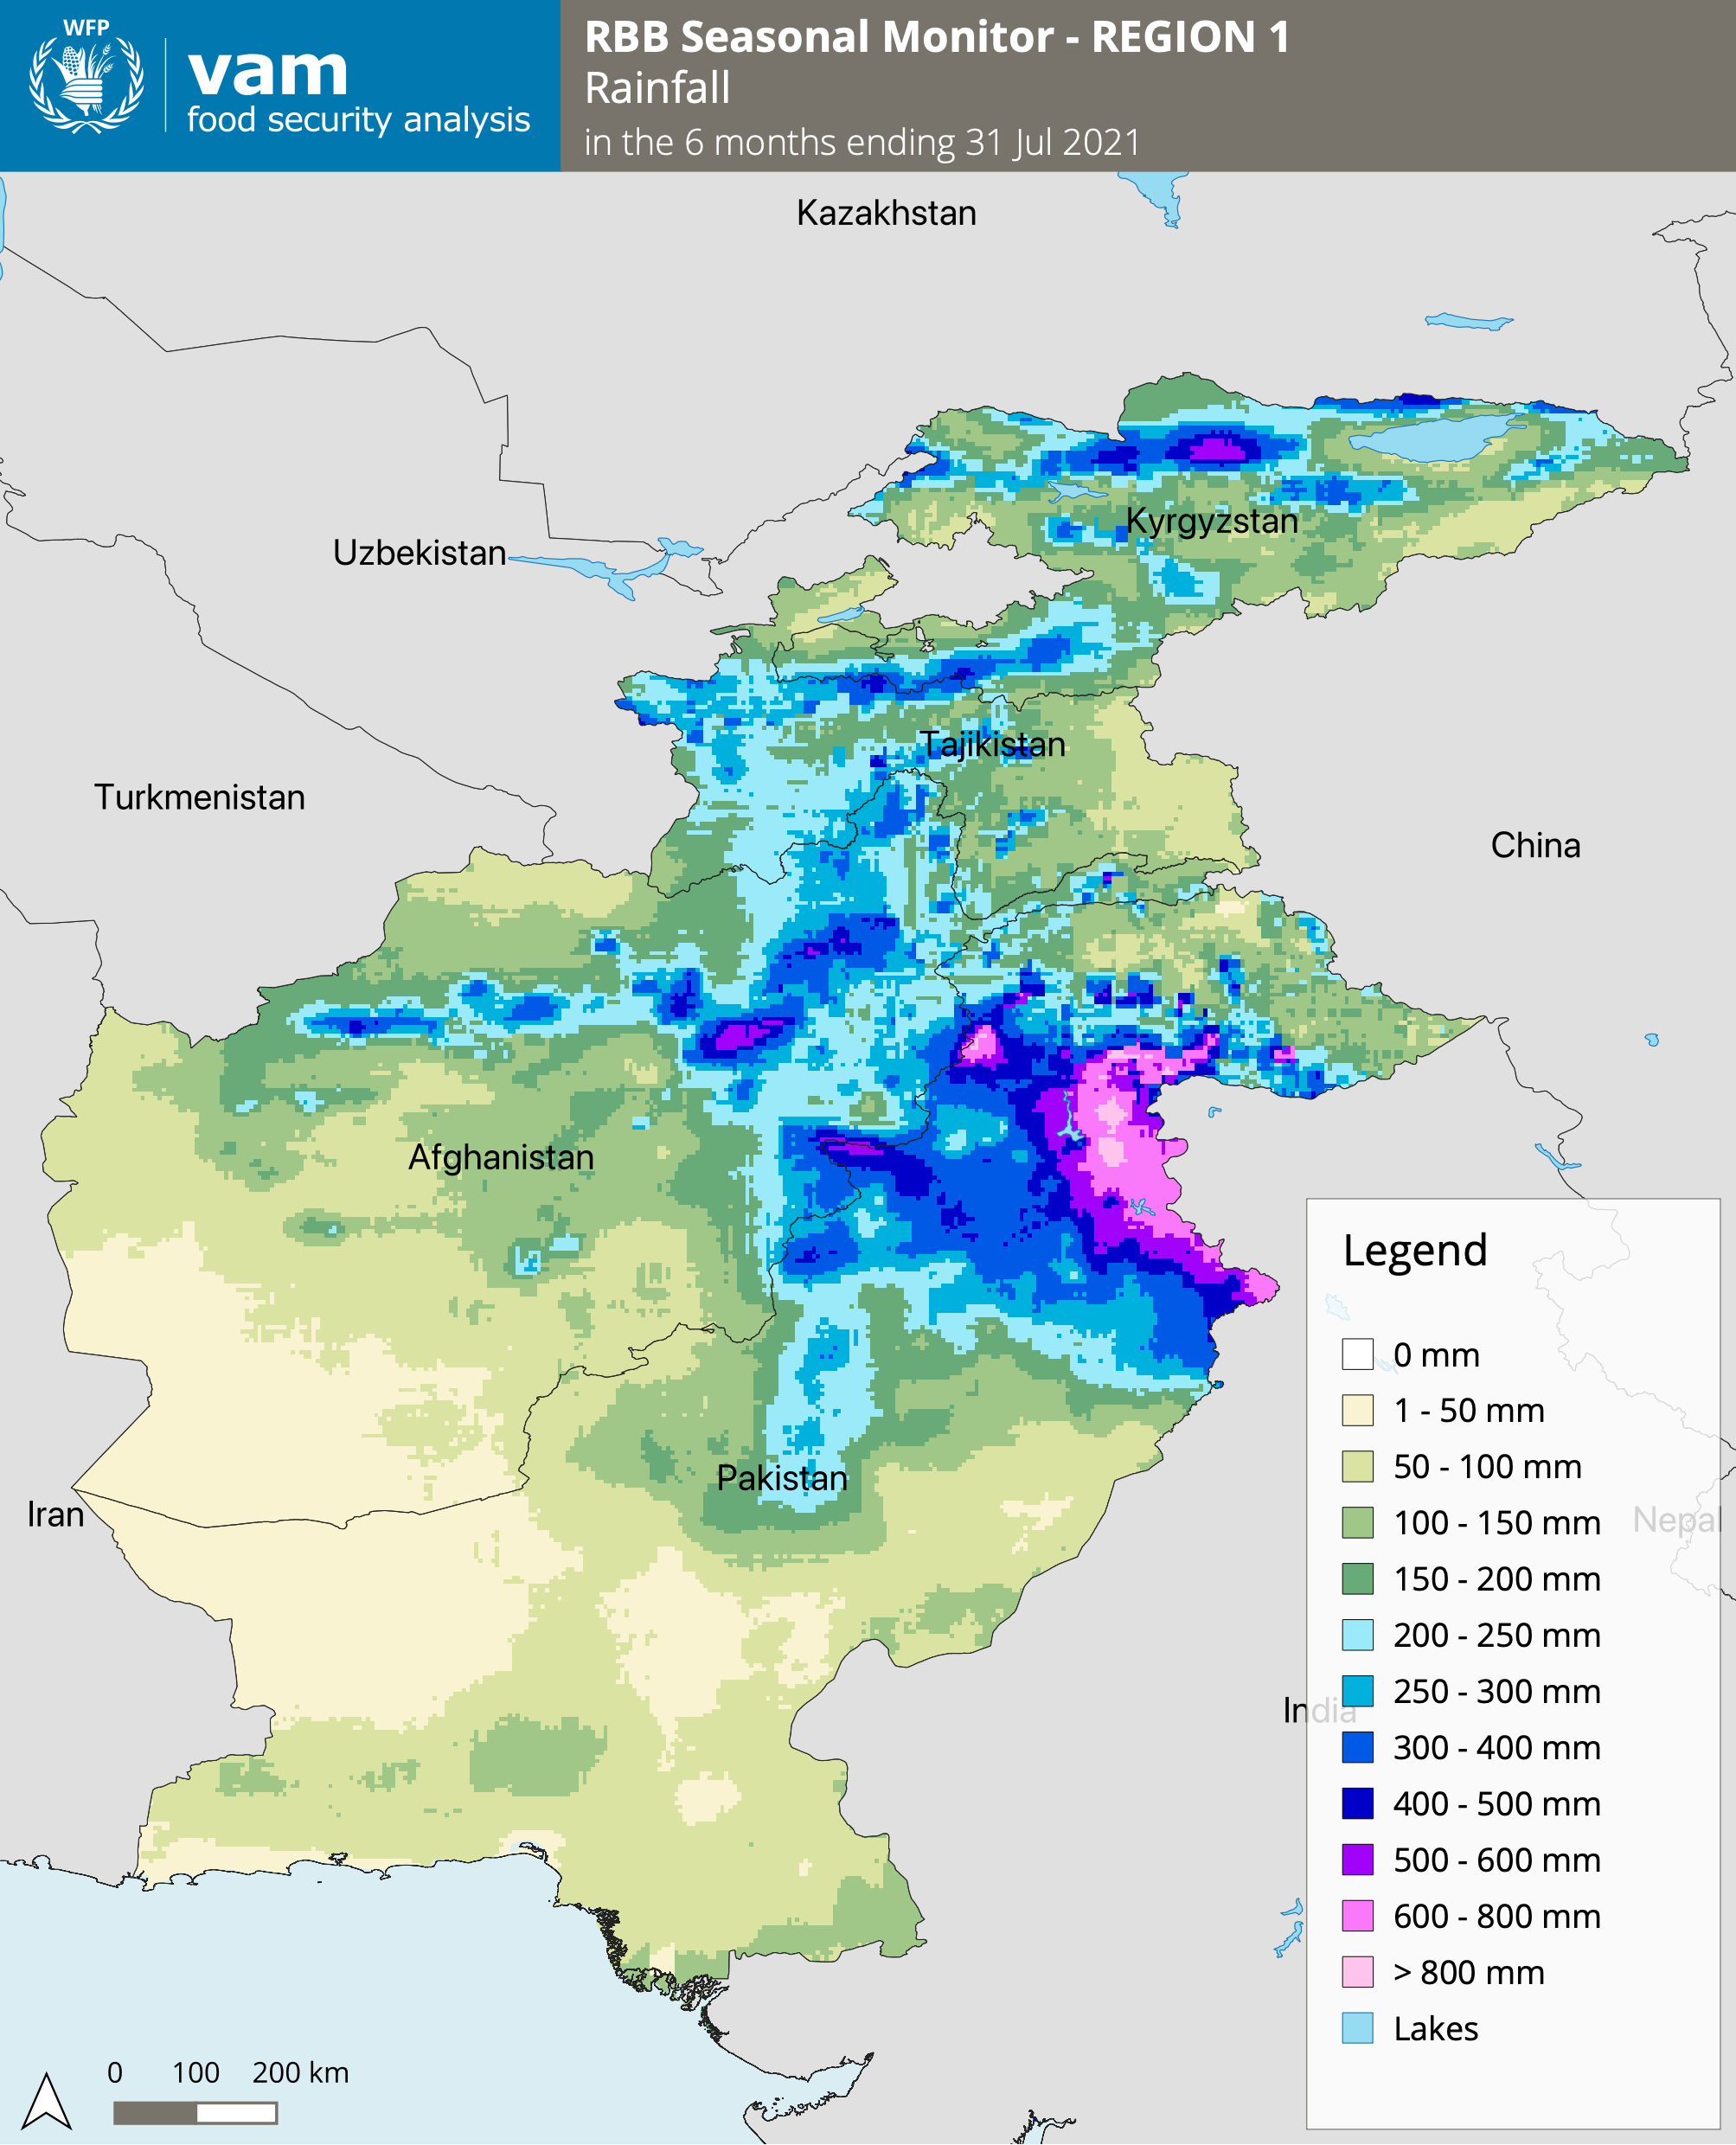 WFP
vam
food security analysis
RBB Seasonal Monitor - REGION 1
Rainfall
in the 6 months ending 31 Jul 2021
Kazakhstan
Kyrgyzstan
Uzbekistan
Tajikistan
Turkmenistan
China
Afghanistan
Pakistan
Iran
Nepal
India
Legend
0 mm
1 - 50 mm
50 - 100 mm
100 - 150 mm
150 - 200 mm
200 - 250 mm
250 - 300 mm
300 - 400 mm
400 - 500 mm
500 - 600 mm
600 - 800 mm
> 800 mm
Lakes
0 100 200 km